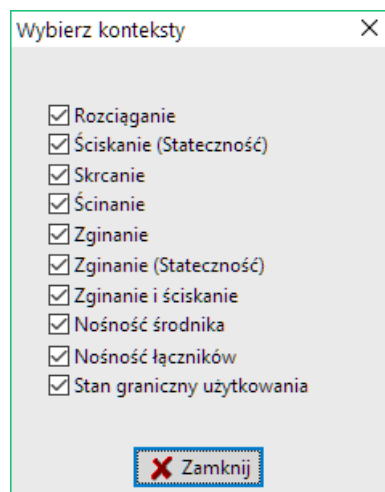 Wybierz konteksty
Rozciąganie
Ściskanie (Stateczność)
Skrcanie
Ścinanie
Zginanie
Zginanie (Stateczność)
Zginanie i ściskanie
Nośność środnika
Nośność łączników
Stan graniczny użytkowania
Zamknij